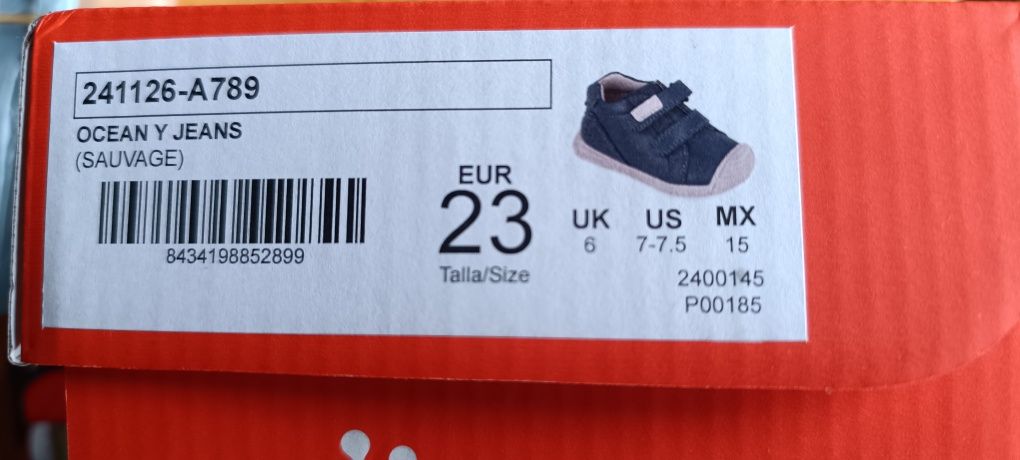 241126-A789
OCEAN Y JEANS
(SAUVAGE)
8434198852899
EUR
23
Talla/Size
UK US MX
6 7-7.5 15
2400145
P00185